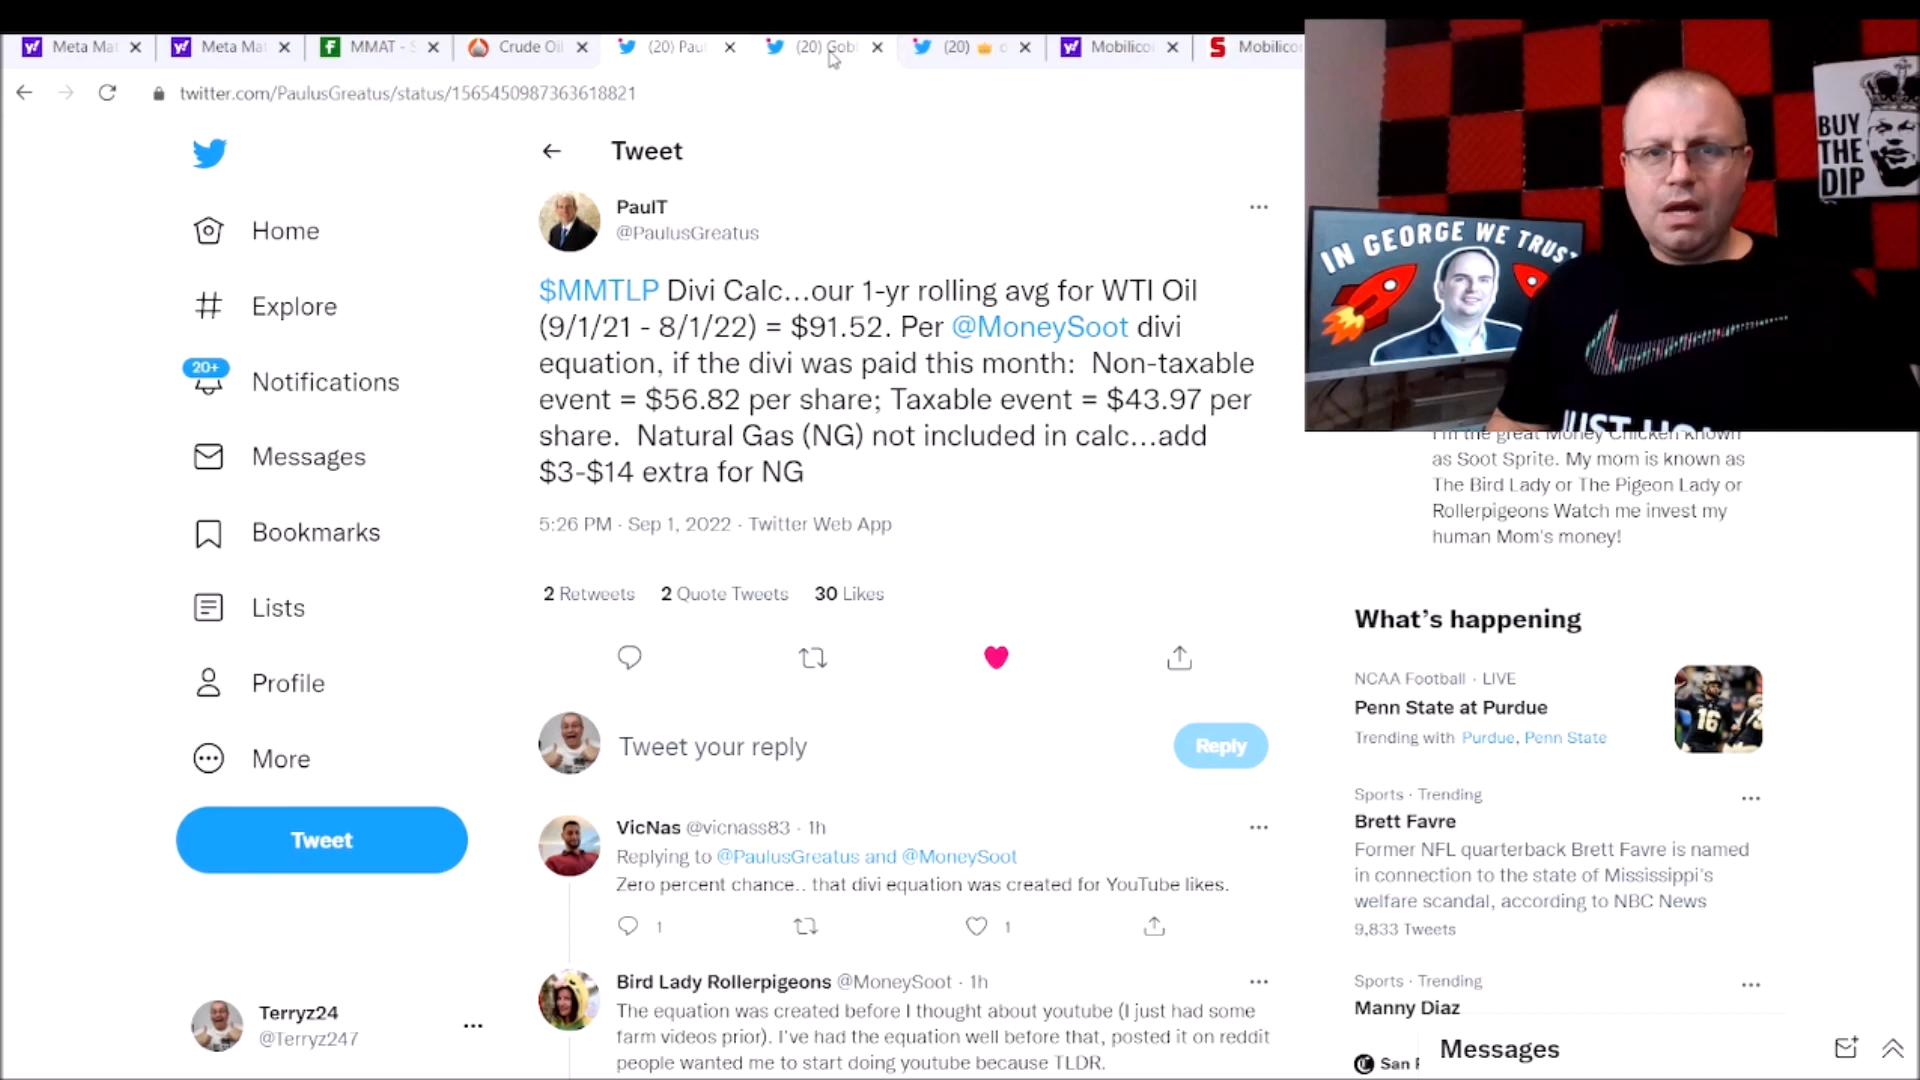 Meta Mat
Meta Mat
MMAT - S
Crude Oil
(20) Pau
(20) Gobl
(20)
Mobilico
Mobilico
twitter.com/PaulusGreatus/status/1565450987363618821
Home
Explore
20+
Notifications
Messages
Bookmarks
Lists
Profile
More
Tweet
Terryz24
@Terryz247
Tweet
PaulT
@PaulusGreatus
$MMTLP Divi Calc...our 1-yr rolling avg for WTI Oil
(9/1/21 - 8/1/22) = $91.52. Per @MoneySoot divi
equation, if the divi was paid this month: Non-taxable
event = $56.82 per share; Taxable event = $43.97 per
share. Natural Gas (NG) not included in calc...add
$3-$14 extra for NG
5:26 PM · Sep 1, 2022 · Twitter Web App
2 Retweets 2 Quote Tweets 30 Likes
Tweet your reply
Reply
VicNas @vicnass83 · 1h
Replying to @PaulusGreatus and @MoneySoot
Zero percent chance.. that divi equation was created for YouTube likes.
1 1
Bird Lady Rollerpigeons @MoneySoot · 1h
The equation was created before I thought about youtube (I just had some
farm videos prior). I've had the equation well before that, posted it on reddit
people wanted me to start doing youtube because TLDR.
BUY
THE
DIP
IN GEORGE WE TRUST
JUST
I'm the great Money Chicken known
as Soot Sprite. My mom is known as
The Bird Lady or The Pigeon Lady or
Rollerpigeons Watch me invest my
human Mom's money!
What's happening
NCAA Football · LIVE
Penn State at Purdue
Trending with Purdue, Penn State
16
Sports · Trending
Brett Favre
Former NFL quarterback Brett Favre is named
in connection to the state of Mississippi's
welfare scandal, according to NBC News
9,833 Tweets
Sports · Trending
Manny Diaz
San
Messages